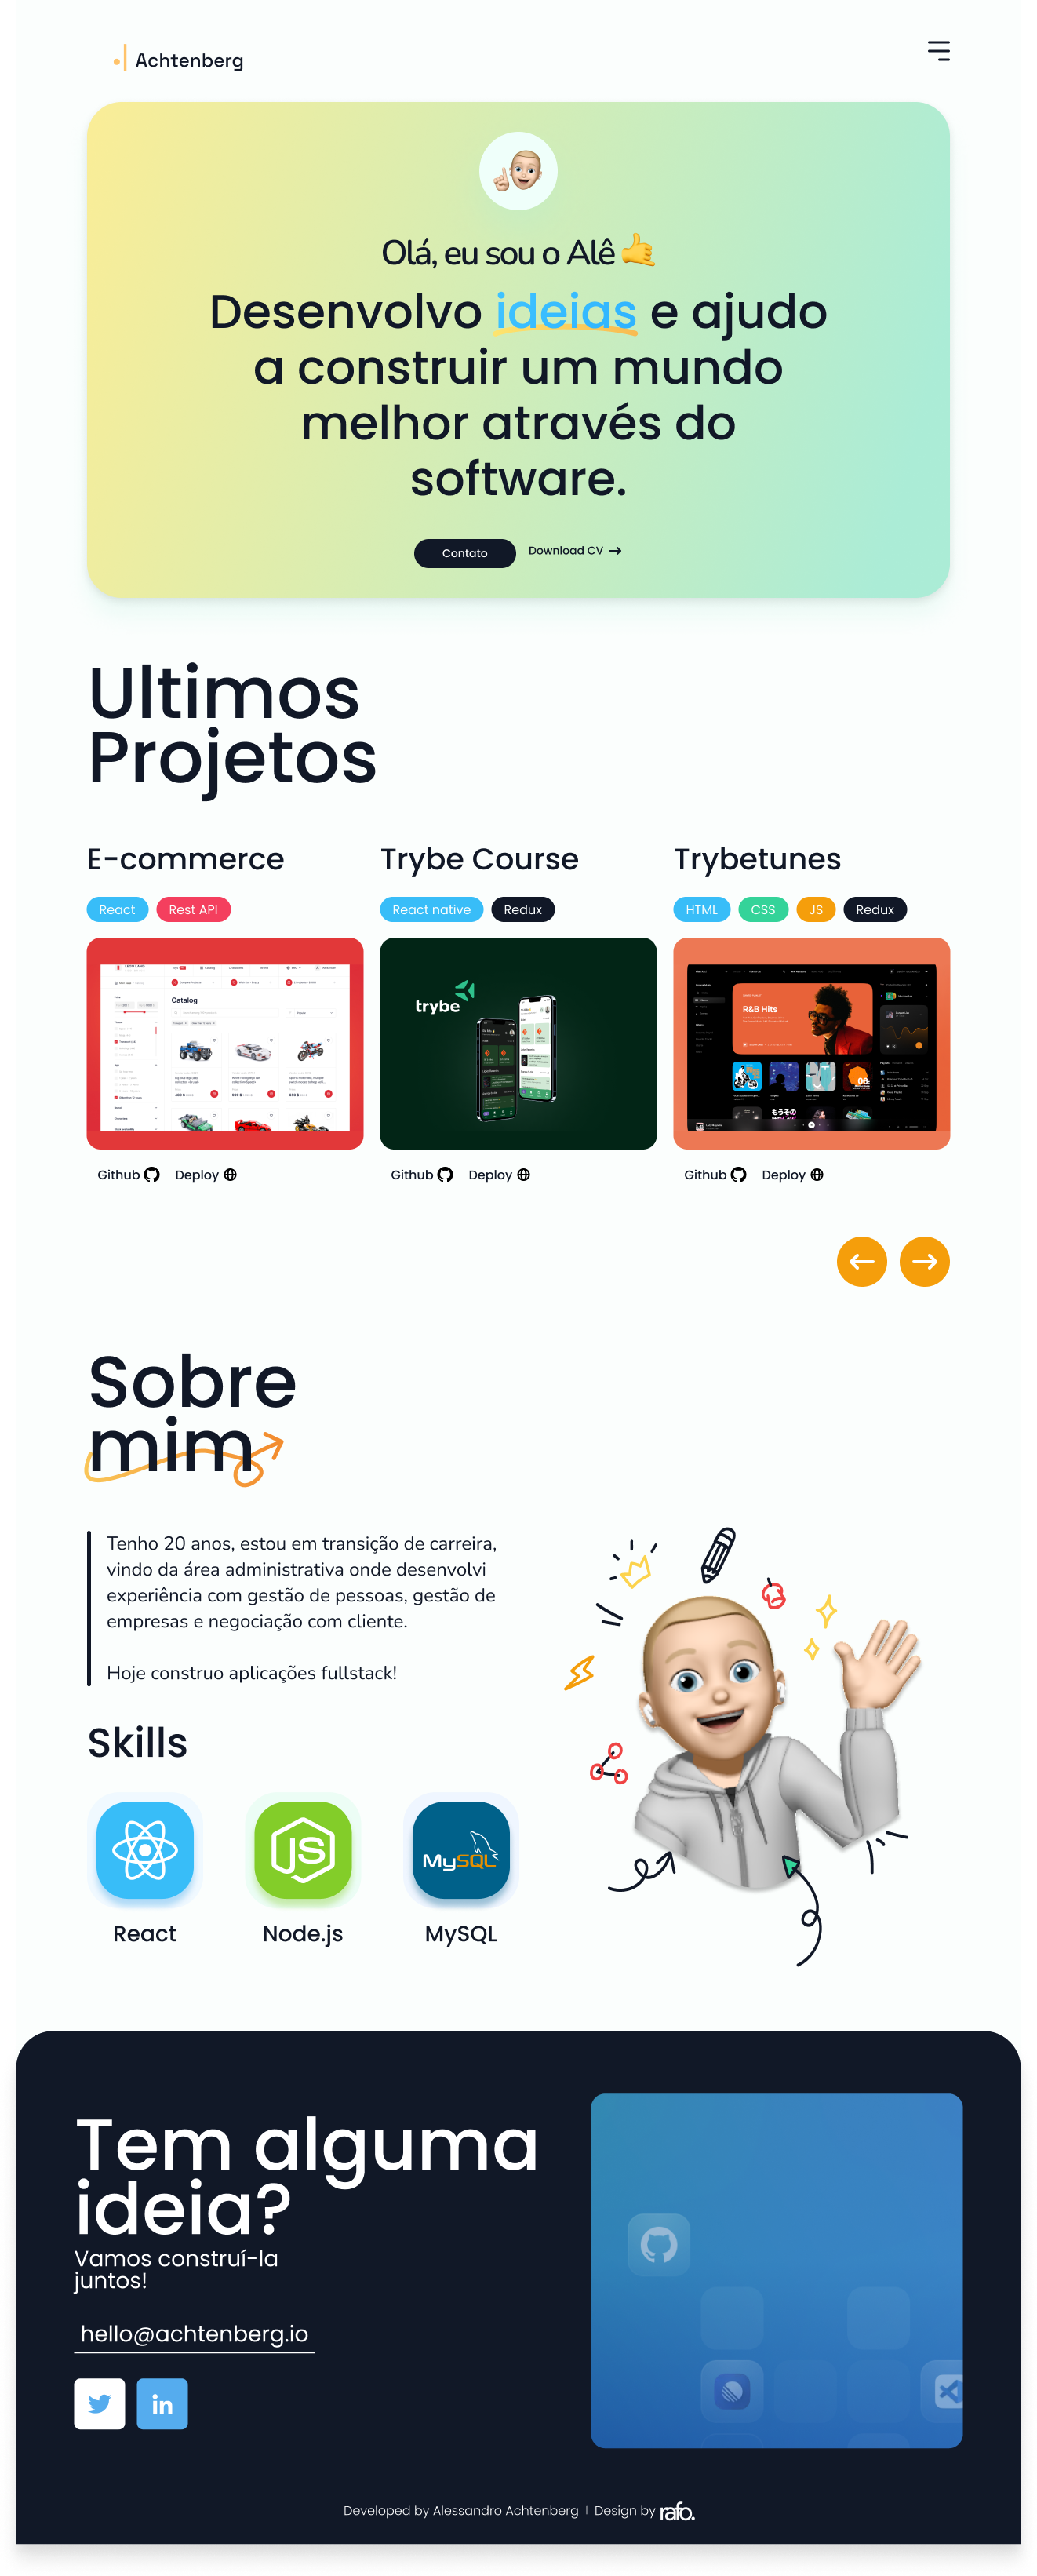 Achtenberg
Olá, eu sou o Alê
Desenvolvo ideias e ajudo
a construir um mundo
melhor através do
software.
Contato
Download CV
Ultimos
Projetos
E-commerce
React
Rest API
Trybe Course
React native
Redux
Trybetunes
HTML
CSS
JS
Redux
Catalog
trybe
R&B Hits
Github
Deploy
Github
Deploy
Github
Deploy
Sobre
mim
Tenho 20 anos, estou em transição de carreira,
vindo da área administrativa onde desenvolvi
experiência com gestão de pessoas, gestão de
empresas e negociação com cliente.
Hoje construo aplicações fullstack!
Skills
JS
MySQL
React
Node.js
MySQL
Tem alguma
ideia?
Vamos construí-la
juntos!
hello@achtenberg.io
in
Developed by Alessandro Achtenberg | Design by rafo.